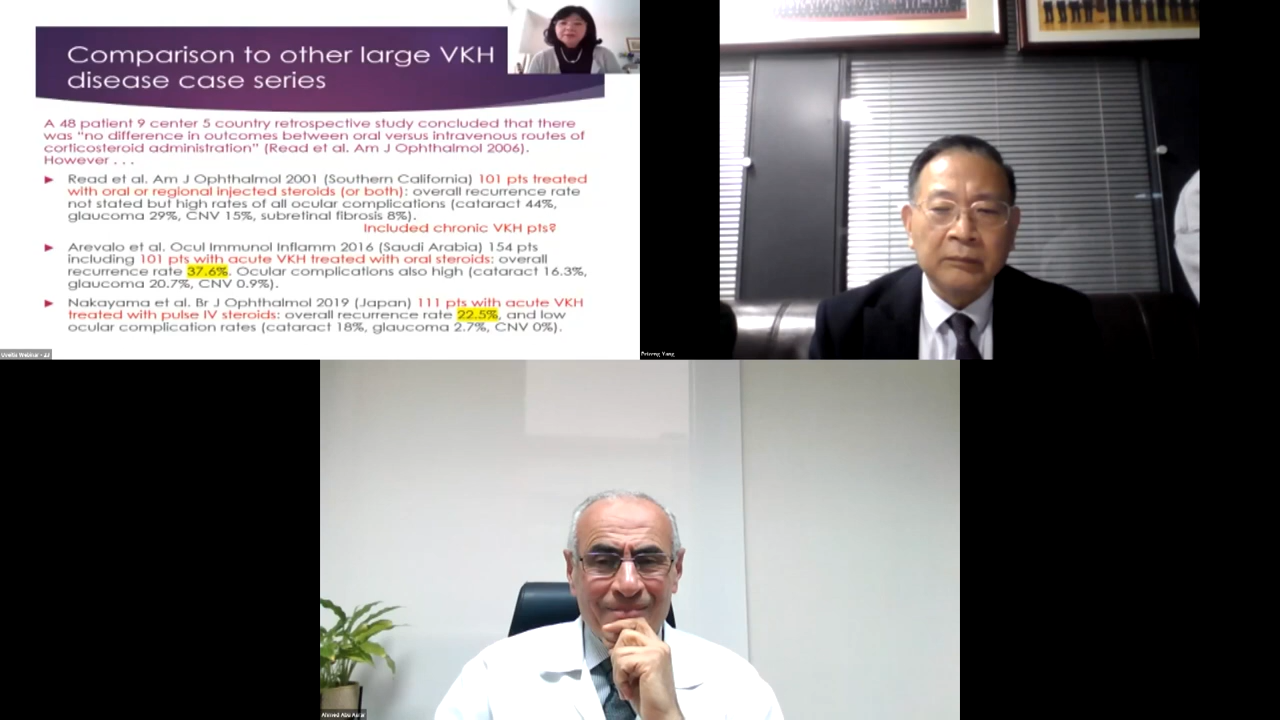 Comparison to other large VKH
disease case series
A 48 patient 9 center 5 country retrospective study concluded that there
was "no difference in outcomes between oral versus intravenous routes of
corticosteroid administration" (Read et al. Am J Ophthalmol 2006).
However . . .
Read et al. Am J Ophthalmol 2001 (Southern California) 101 pts treated
with oral or regional injected steroids (or both): overall recurrence rate
not stated but high rates of all ocular complications (cataract 44%,
glaucoma 29%, CNV 15%, subretinal fibrosis 8%).
Included chronic VKH pts?
Arevalo et al. Ocul Immunol Inflamm 2016 (Saudi Arabia) 154 pts
including 101 pts with acute VKH treated with oral steroids: overall
recurrence rate 37.6%. Ocular complications also high (cataract 16.3%,
glaucoma 20.7%, CNV 0.9%).
Nakayama et al. Br J Ophthalmol 2019 (Japan) 111 pts with acute VKH
treated with pulse IV steroids: overall recurrence rate 22.5%, and low
ocular complication rates (cataract 18%, glaucoma 2.7%, CNV 0%).
Uveitis Webinar - JJ
Peizeng Yang
Ahmed Abu